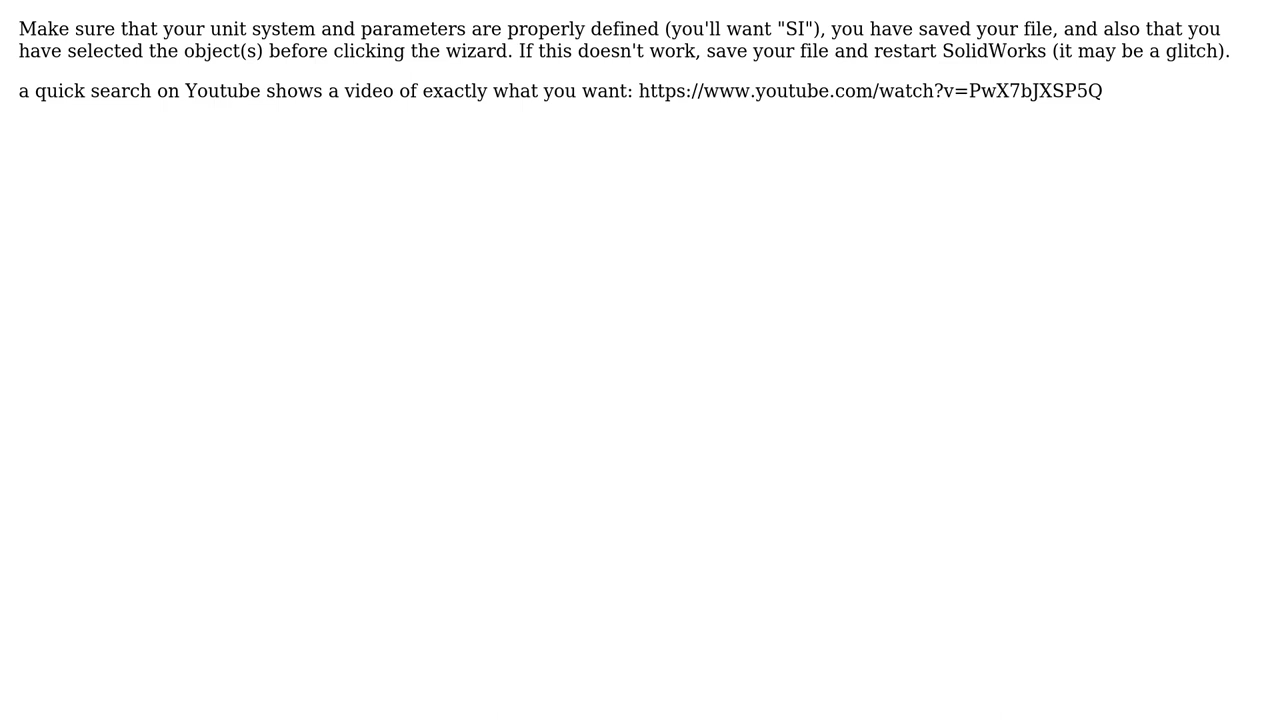 Make sure that your unit system and parameters are properly defined (you'll want "SI"), you have saved your file, and also that you
have selected the object(s) before clicking the wizard. If this doesn't work, save your file and restart SolidWorks (it may be a glitch).
a quick search on Youtube shows a video of exactly what you want: https://www.youtube.com/watch?v=PwX7bJXSP5Q